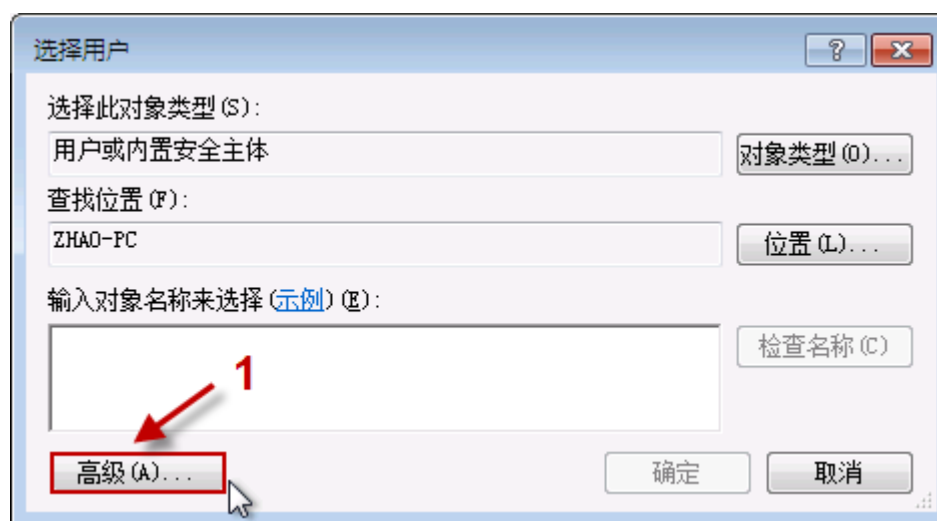 选择用户
选择此对象类型(S):
用户或内置安全主体
对象类型(O)...
查找位置(F):
ZHAO-PC
位置(L)...
输入对象名称来选择(示例)(E):
检查名称(C)
1
高级(A)...
确定
取消